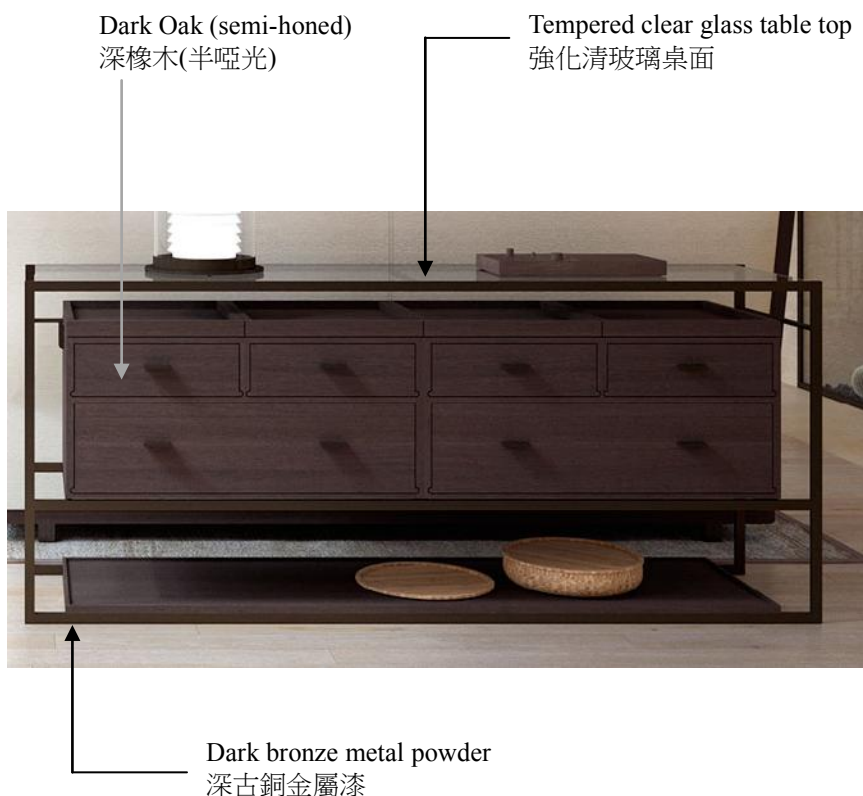 Dark Oak (semi-honed)
深橡木(半啞光)
Tempered clear glass table top
強化清玻璃桌面
Dark bronze metal powder
深古銅金屬漆